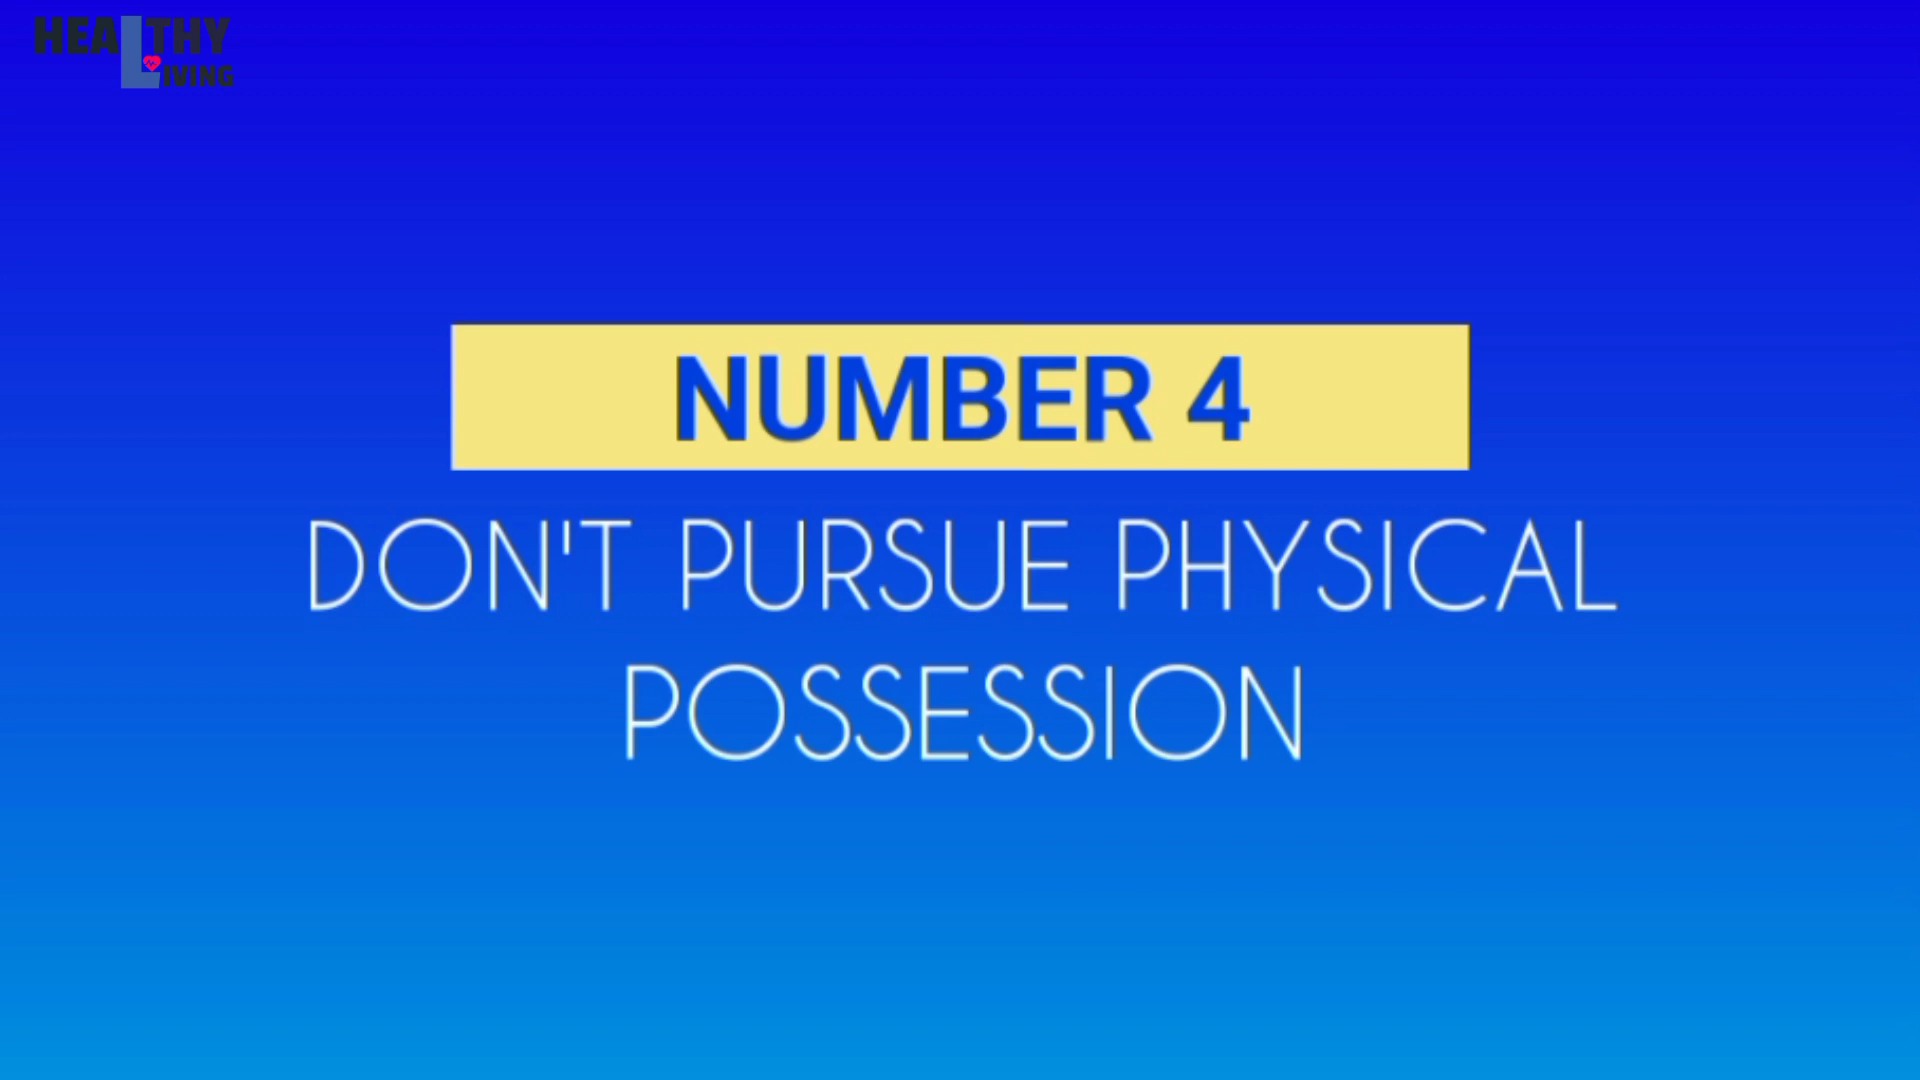 HEALTHY
LIVING
NUMBER 4
DON'T PURSUE PHYSICAL
POSSESSION